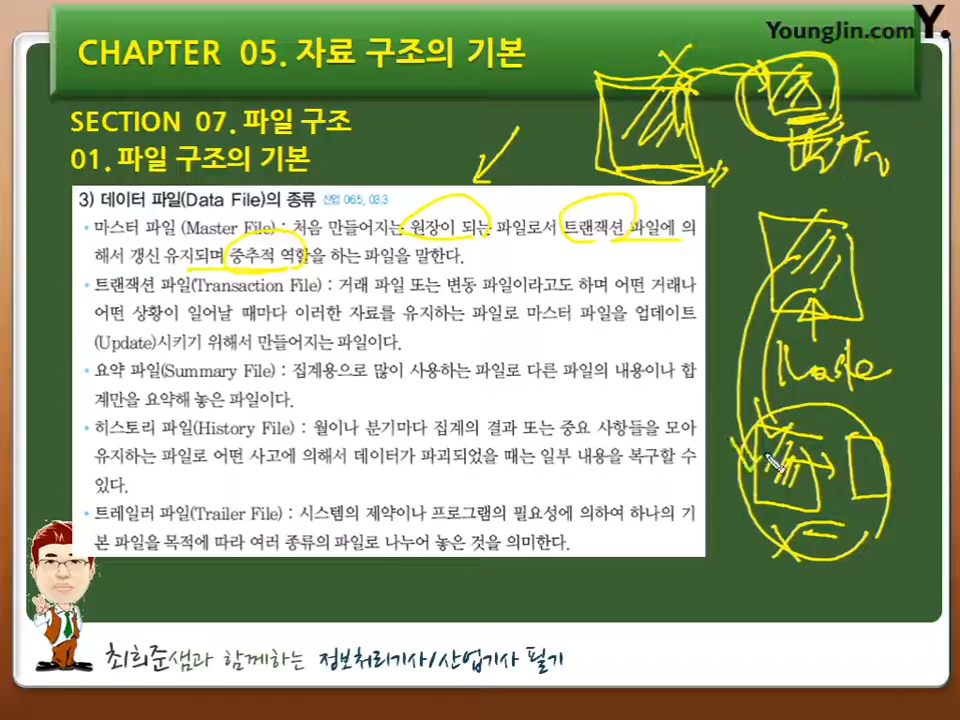 YoungJin.com Y.
CHAPTER 05. 자료 구조의 기본
SECTION 07. 파일 구조
01. 파일 구조의 기본
3) 데이터 파일(Data File)의 종류 산업 06.5, 03.3
• 마스터 파일 (Master File) : 처음 만들어지는 원장이 되는 파일로서 트랜잭션 파일에 의
해서 갱신 유지되며 중추적 역할을 하는 파일을 말한다.
• 트랜잭션 파일(Transaction File) : 거래 파일 또는 변동 파일이라고도 하며 어떤 거래나
어떤 상황이 일어날 때마다 이러한 자료를 유지하는 파일로 마스터 파일을 업데이트
(Update)시키기 위해서 만들어지는 파일이다.
• 요약 파일(Summary File) : 집계용으로 많이 사용하는 파일로 다른 파일의 내용이나 합
계만을 요약해 놓은 파일이다.
• 히스토리 파일(History File) : 월이나 분기마다 집계의 결과 또는 중요 사항들을 모아
유지하는 파일로 어떤 사고에 의해서 데이터가 파괴되었을 때는 일부 내용을 복구할 수
있다.
• 트레일러 파일(Trailer File) : 시스템의 제약이나 프로그램의 필요성에 의하여 하나의 기
본 파일을 목적에 따라 여러 종류의 파일로 나누어 놓은 것을 의미한다.
최희준샘과 함께하는 정보처리기사/산업기사 필기